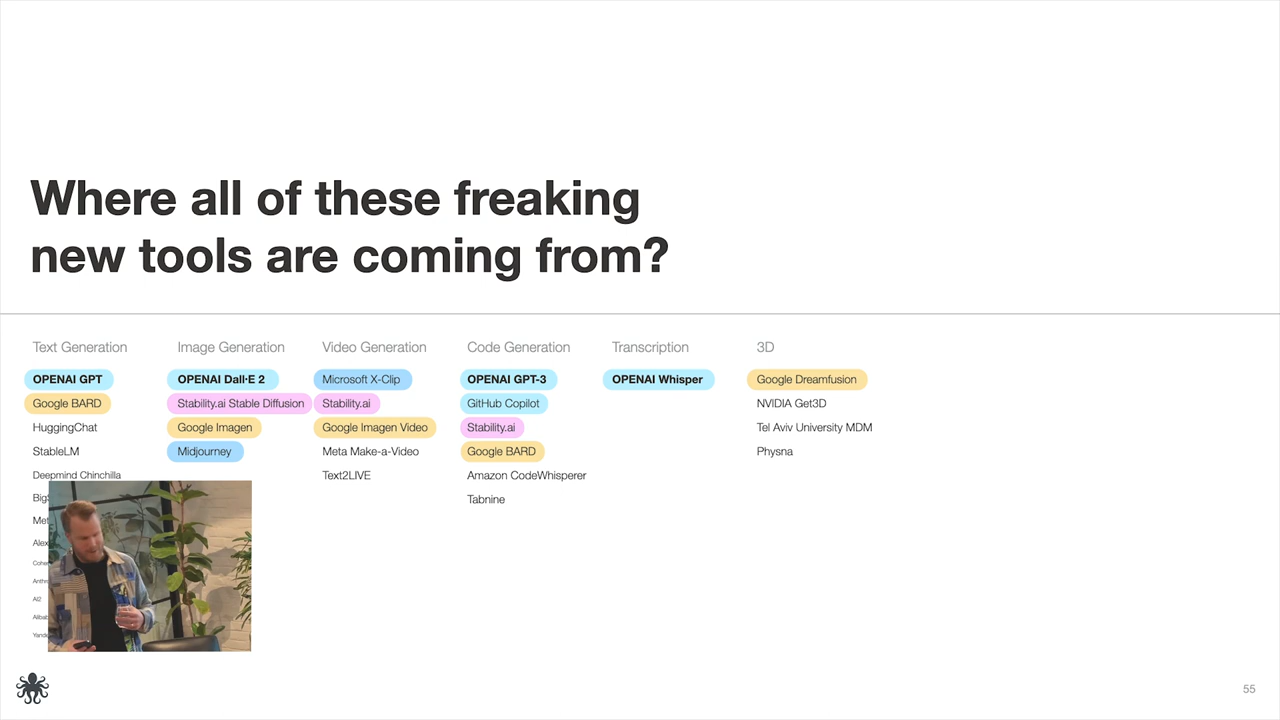 Where all of these freaking
new tools are coming from?
Text Generation
OPENAI GPT
Google BARD
HuggingChat
StableLM
Deepmind Chinchilla
Image Generation
OPENAI Dall·E 2
Stability.ai Stable Diffusion
Google Imagen
Midjourney
Video Generation
Microsoft X-Clip
Stability.ai
Google Imagen Video
Meta Make-a-Video
Text2LIVE
Code Generation
OPENAI GPT-3
GitHub Copilot
Stability.ai
Google BARD
Amazon CodeWhisperer
Tabnine
Transcription
OPENAI Whisper
3D
Google Dreamfusion
NVIDIA Get3D
Tel Aviv University MDM
Physna
AI2
55